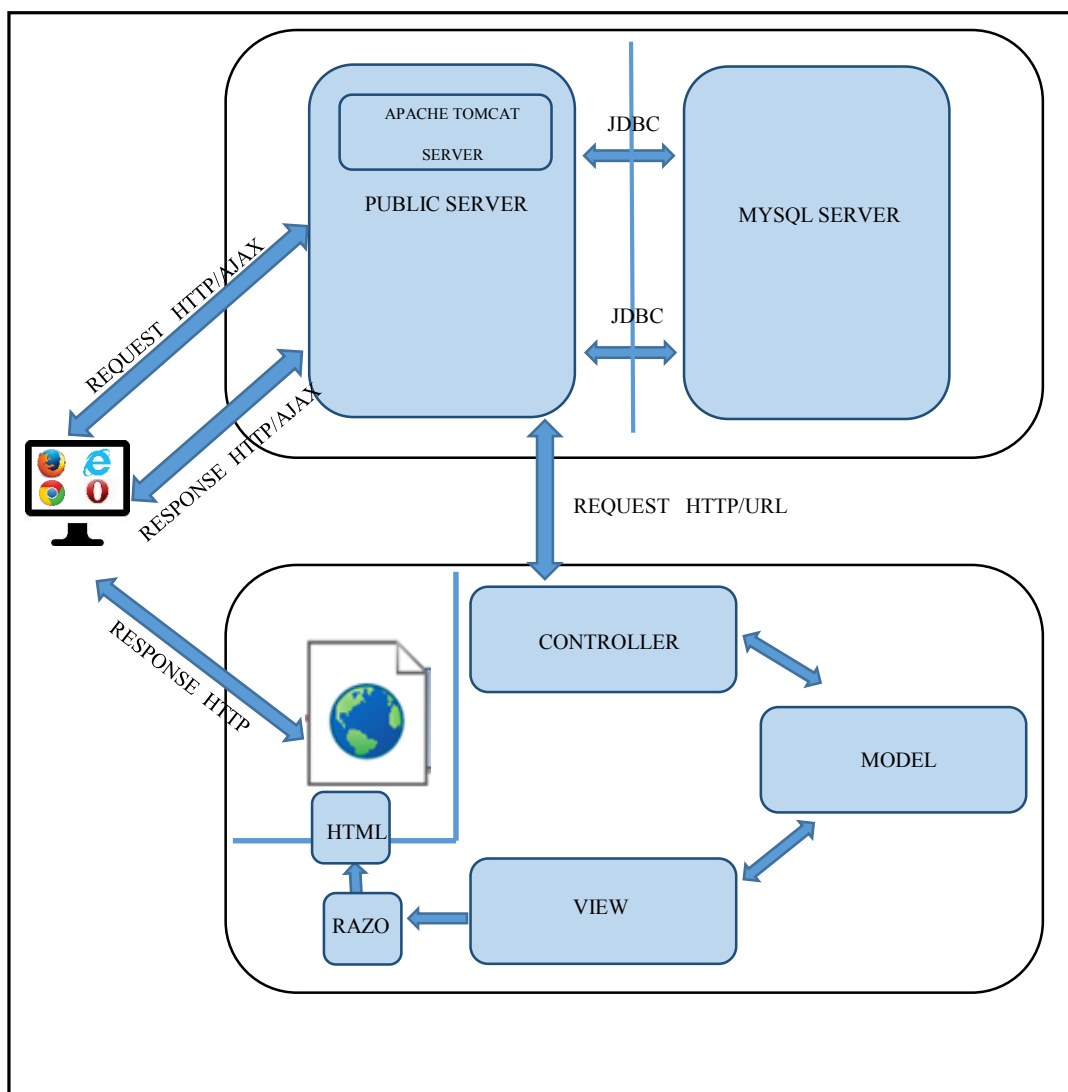 APACHE TOMCAT
SERVER
PUBLIC SERVER
JDBC
MYSQL SERVER
JDBC
REQUEST HTTP/AJAX
RESPONSE HTTP/AJAX
REQUEST HTTP/URL
RESPONSE HTTP
CONTROLLER
MODEL
HTML
VIEW
RAZO